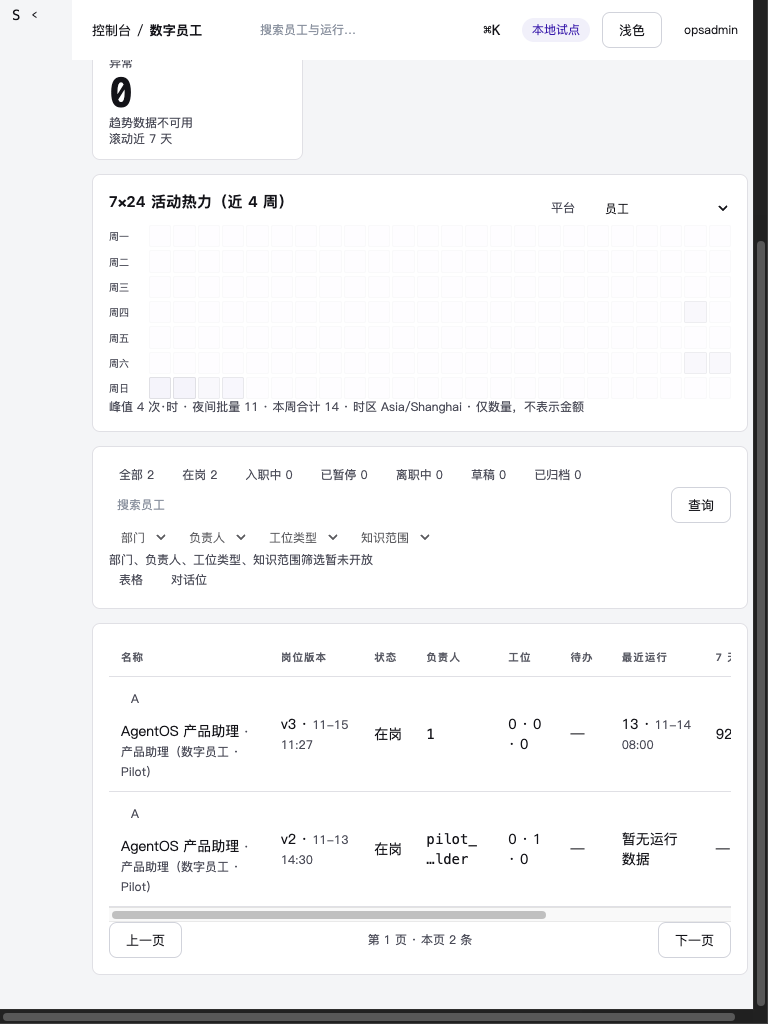 S <
控制台 / 数字员工 搜索员工与运行… ⌘K 本地试点 浅色 opsadmin
异常
0
趋势数据不可用
滚动近 7 天
7×24 活动热力（近 4 周）
平台 员工
周一
周二
周三
周四
周五
周六
周日
峰值 4 次·时 · 夜间批量 11 · 本周合计 14 · 时区 Asia/Shanghai · 仅数量，不表示金额
全部 2 在岗 2 入职中 0 已暂停 0 离职中 0 草稿 0 已归档 0
搜索员工 查询
部门 负责人 工位类型 知识范围
部门、负责人、工位类型、知识范围筛选暂未开放
表格 对话位
名称 岗位版本 状态 负责人 工位 待办 最近运行 7
A
AgentOS 产品助理 ·
产品助理（数字员工 ·
Pilot）
v3 · 11-15
11:27
在岗
1
0 · 0
· 0
—
13 · 11-14
08:00
92
A
AgentOS 产品助理 ·
产品助理（数字员工 ·
Pilot）
v2 · 11-13
14:30
在岗
pilot_
…lder
0 · 1
· 0
—
暂无运行
数据
—
上一页 第 1 页 · 本页 2 条 下一页